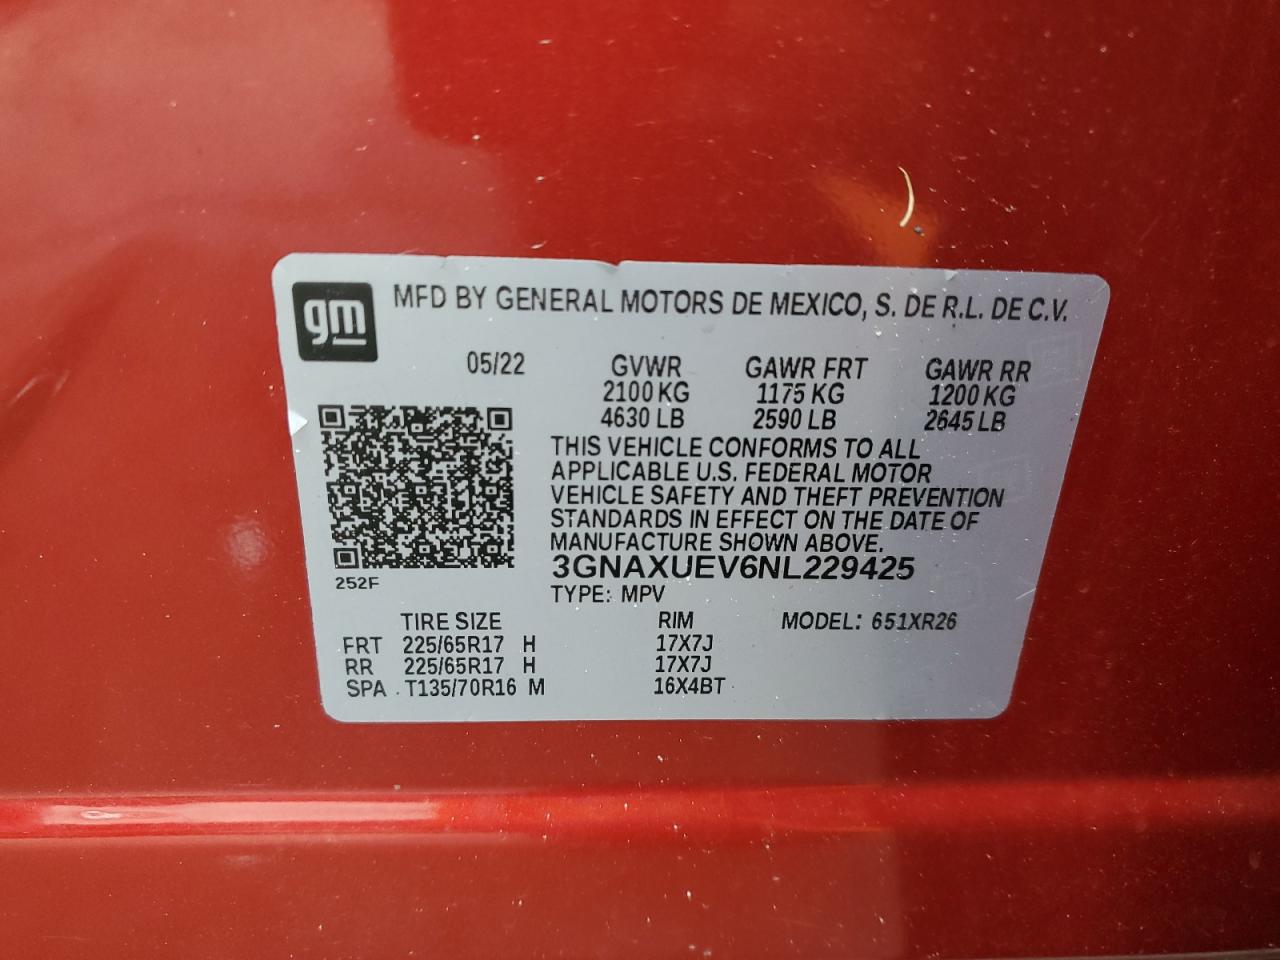 gm MFD BY GENERAL MOTORS DE MEXICO, S. DE R.L. DE C.V.
05/22 GVWR GAWR FRT GAWR RR
2100 KG 1175 KG 1200 KG
4630 LB 2590 LB 2645 LB
THIS VEHICLE CONFORMS TO ALL
APPLICABLE U.S. FEDERAL MOTOR
VEHICLE SAFETY AND THEFT PREVENTION
STANDARDS IN EFFECT ON THE DATE OF
MANUFACTURE SHOWN ABOVE.
3GNAXUEV6NL229425
252F
TYPE: MPV
TIRE SIZE RIM MODEL: 651XR26
FRT 225/65R17 H 17X7J
RR 225/65R17 H 17X7J
SPA T135/70R16 M 16X4BT